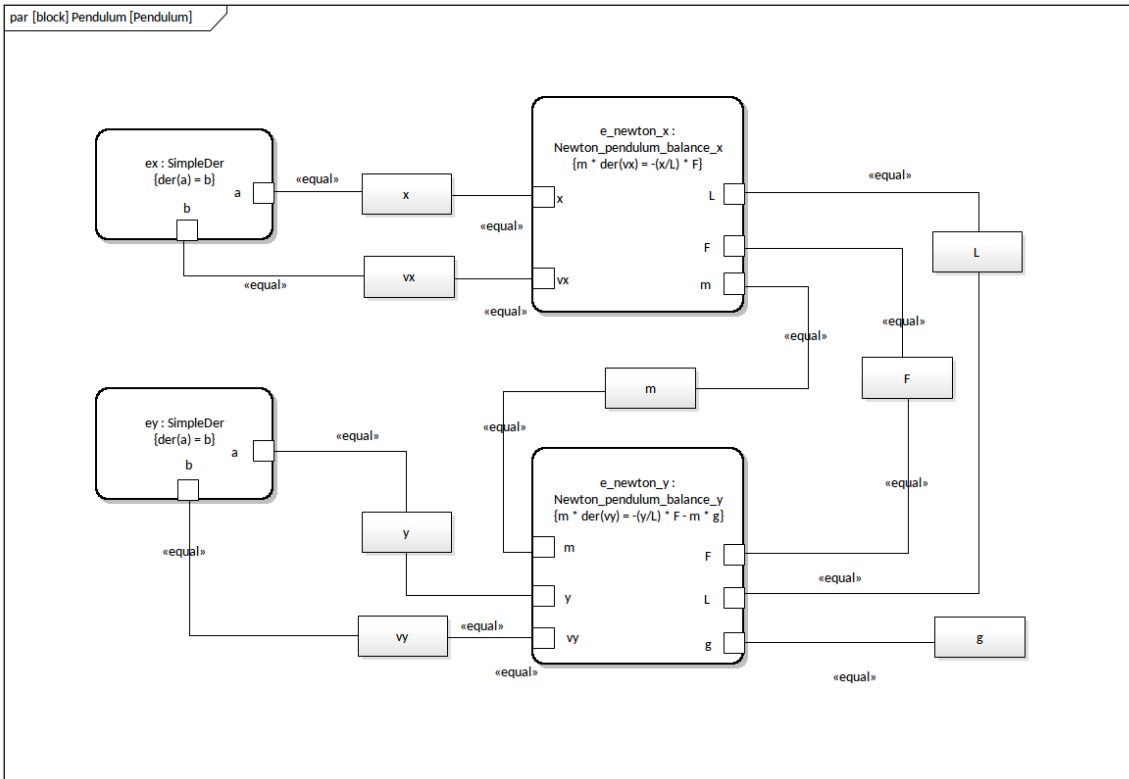 par [block] Pendulum [Pendulum]
ex : SimpleDer
{der(a) = b}
a
b
«equal»
x
«equal»
vx
«equal»
«equal»
e_newton_x :
Newton_pendulum_balance_x
{m * der(vx) = -(x/L) * F}
x
vx
L
F
m
«equal»
L
«equal»
F
«equal»
m
«equal»
ey : SimpleDer
{der(a) = b}
a
b
«equal»
y
«equal»
vy
«equal»
«equal»
e_newton_y :
Newton_pendulum_balance_y
{m * der(vy) = -(y/L) * F - m * g}
m
y
vy
F
L
g
«equal»
«equal»
g
«equal»